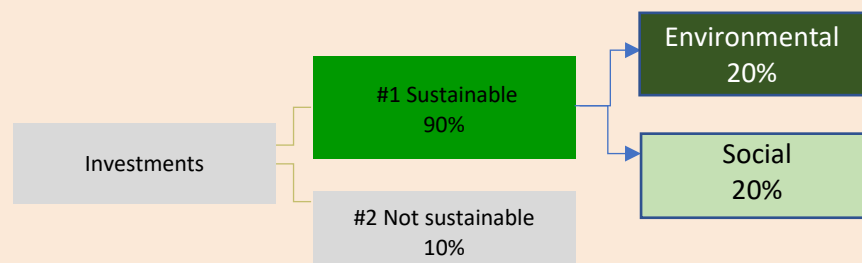 Investments
#1 Sustainable
90%
#2 Not sustainable
10%
Environmental
20%
Social
20%